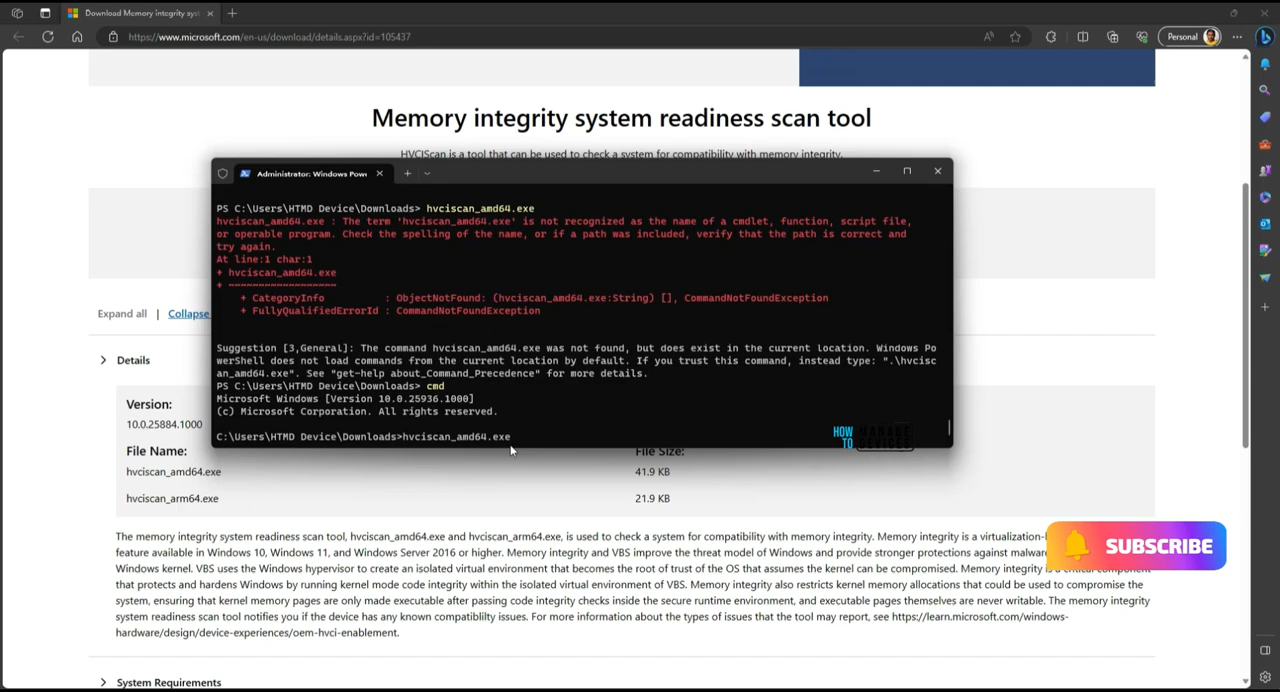 Download Memory integrity sys
https://www.microsoft.com/en-us/download/details.aspx?id=105437
Personal
Memory integrity system readiness scan tool
HVCIScan is a tool that can be used to check a system for compatibility with memory integrity.
Administrator: Windows Pow
PS C:\Users\HTMD Device\Downloads> hvciscan_amd64.exe
hvciscan_amd64.exe : The term 'hvciscan_amd64.exe' is not recognized as the name of a cmdlet, function, script file,
or operable program. Check the spelling of the name, or if a path was included, verify that the path is correct and
try again.
At line:1 char:1
+ hvciscan_amd64.exe
+ ~~~~~~~~~~~~~~~~~~
+ CategoryInfo : ObjectNotFound: (hvciscan_amd64.exe:String) [], CommandNotFoundException
+ FullyQualifiedErrorId : CommandNotFoundException
Suggestion [3,General]: The command hvciscan_amd64.exe was not found, but does exist in the current location. Windows Po
werShell does not load commands from the current location by default. If you trust this command, instead type: ".\hvcisc
an_amd64.exe". See "get-help about_Command_Precedence" for more details.
PS C:\Users\HTMD Device\Downloads> cmd
Microsoft Windows [Version 10.0.25936.1000]
(c) Microsoft Corporation. All rights reserved.
C:\Users\HTMD Device\Downloads>hvciscan_amd64.exe
HOW TO MANAGE DEVICES
Expand all | Collapse
Details
Version:
10.0.25884.1000
File Name:
File Size:
hvciscan_amd64.exe
41.9 KB
hvciscan_arm64.exe
21.9 KB
The memory integrity system readiness scan tool, hvciscan_amd64.exe and hvciscan_arm64.exe, is used to check a system for compatibility with memory integrity. Memory integrity is a virtualization-
feature available in Windows 10, Windows 11, and Windows Server 2016 or higher. Memory integrity and VBS improve the threat model of Windows and provide stronger protections against malware
Windows kernel. VBS uses the Windows hypervisor to create an isolated virtual environment that becomes the root of trust of the OS that assumes the kernel can be compromised. Memory integrity is a critical component
that protects and hardens Windows by running kernel mode code integrity within the isolated virtual environment of VBS. Memory integrity also restricts kernel memory allocations that could be used to compromise the
system, ensuring that kernel memory pages are only made executable after passing code integrity checks inside the secure runtime environment, and executable pages themselves are never writable. The memory integrity
system readiness scan tool notifies you if the device has any known compatiblilty issues. For more information about the types of issues that the tool may report, see https://learn.microsoft.com/windows-
hardware/design/device-experiences/oem-hvci-enablement.
SUBSCRIBE
System Requirements